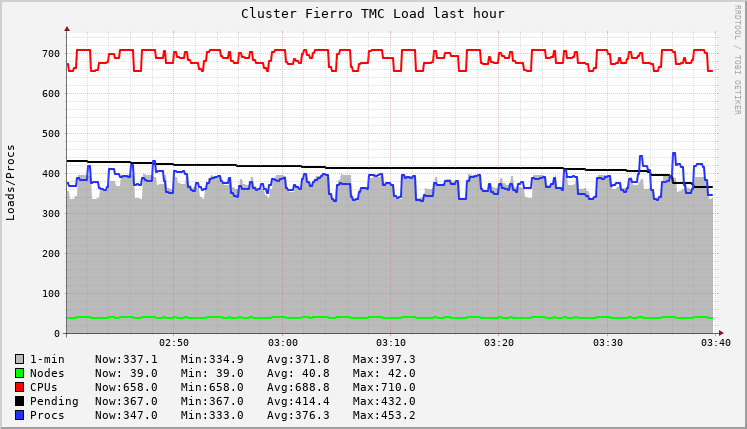 Cluster Fierro TMC Load last hour
RRDTOOL / TOBI OETIKER
Loads/Procs
700
600
500
400
300
200
100
0
02:50 03:00 03:10 03:20 03:30 03:40
1-min Now:337.1 Min:334.9 Avg:371.8 Max:397.3
Nodes Now: 39.0 Min: 39.0 Avg: 40.8 Max: 42.0
CPUs Now:658.0 Min:658.0 Avg:688.8 Max:710.0
Pending Now:367.0 Min:367.0 Avg:414.4 Max:432.0
Procs Now:347.0 Min:333.0 Avg:376.3 Max:453.2